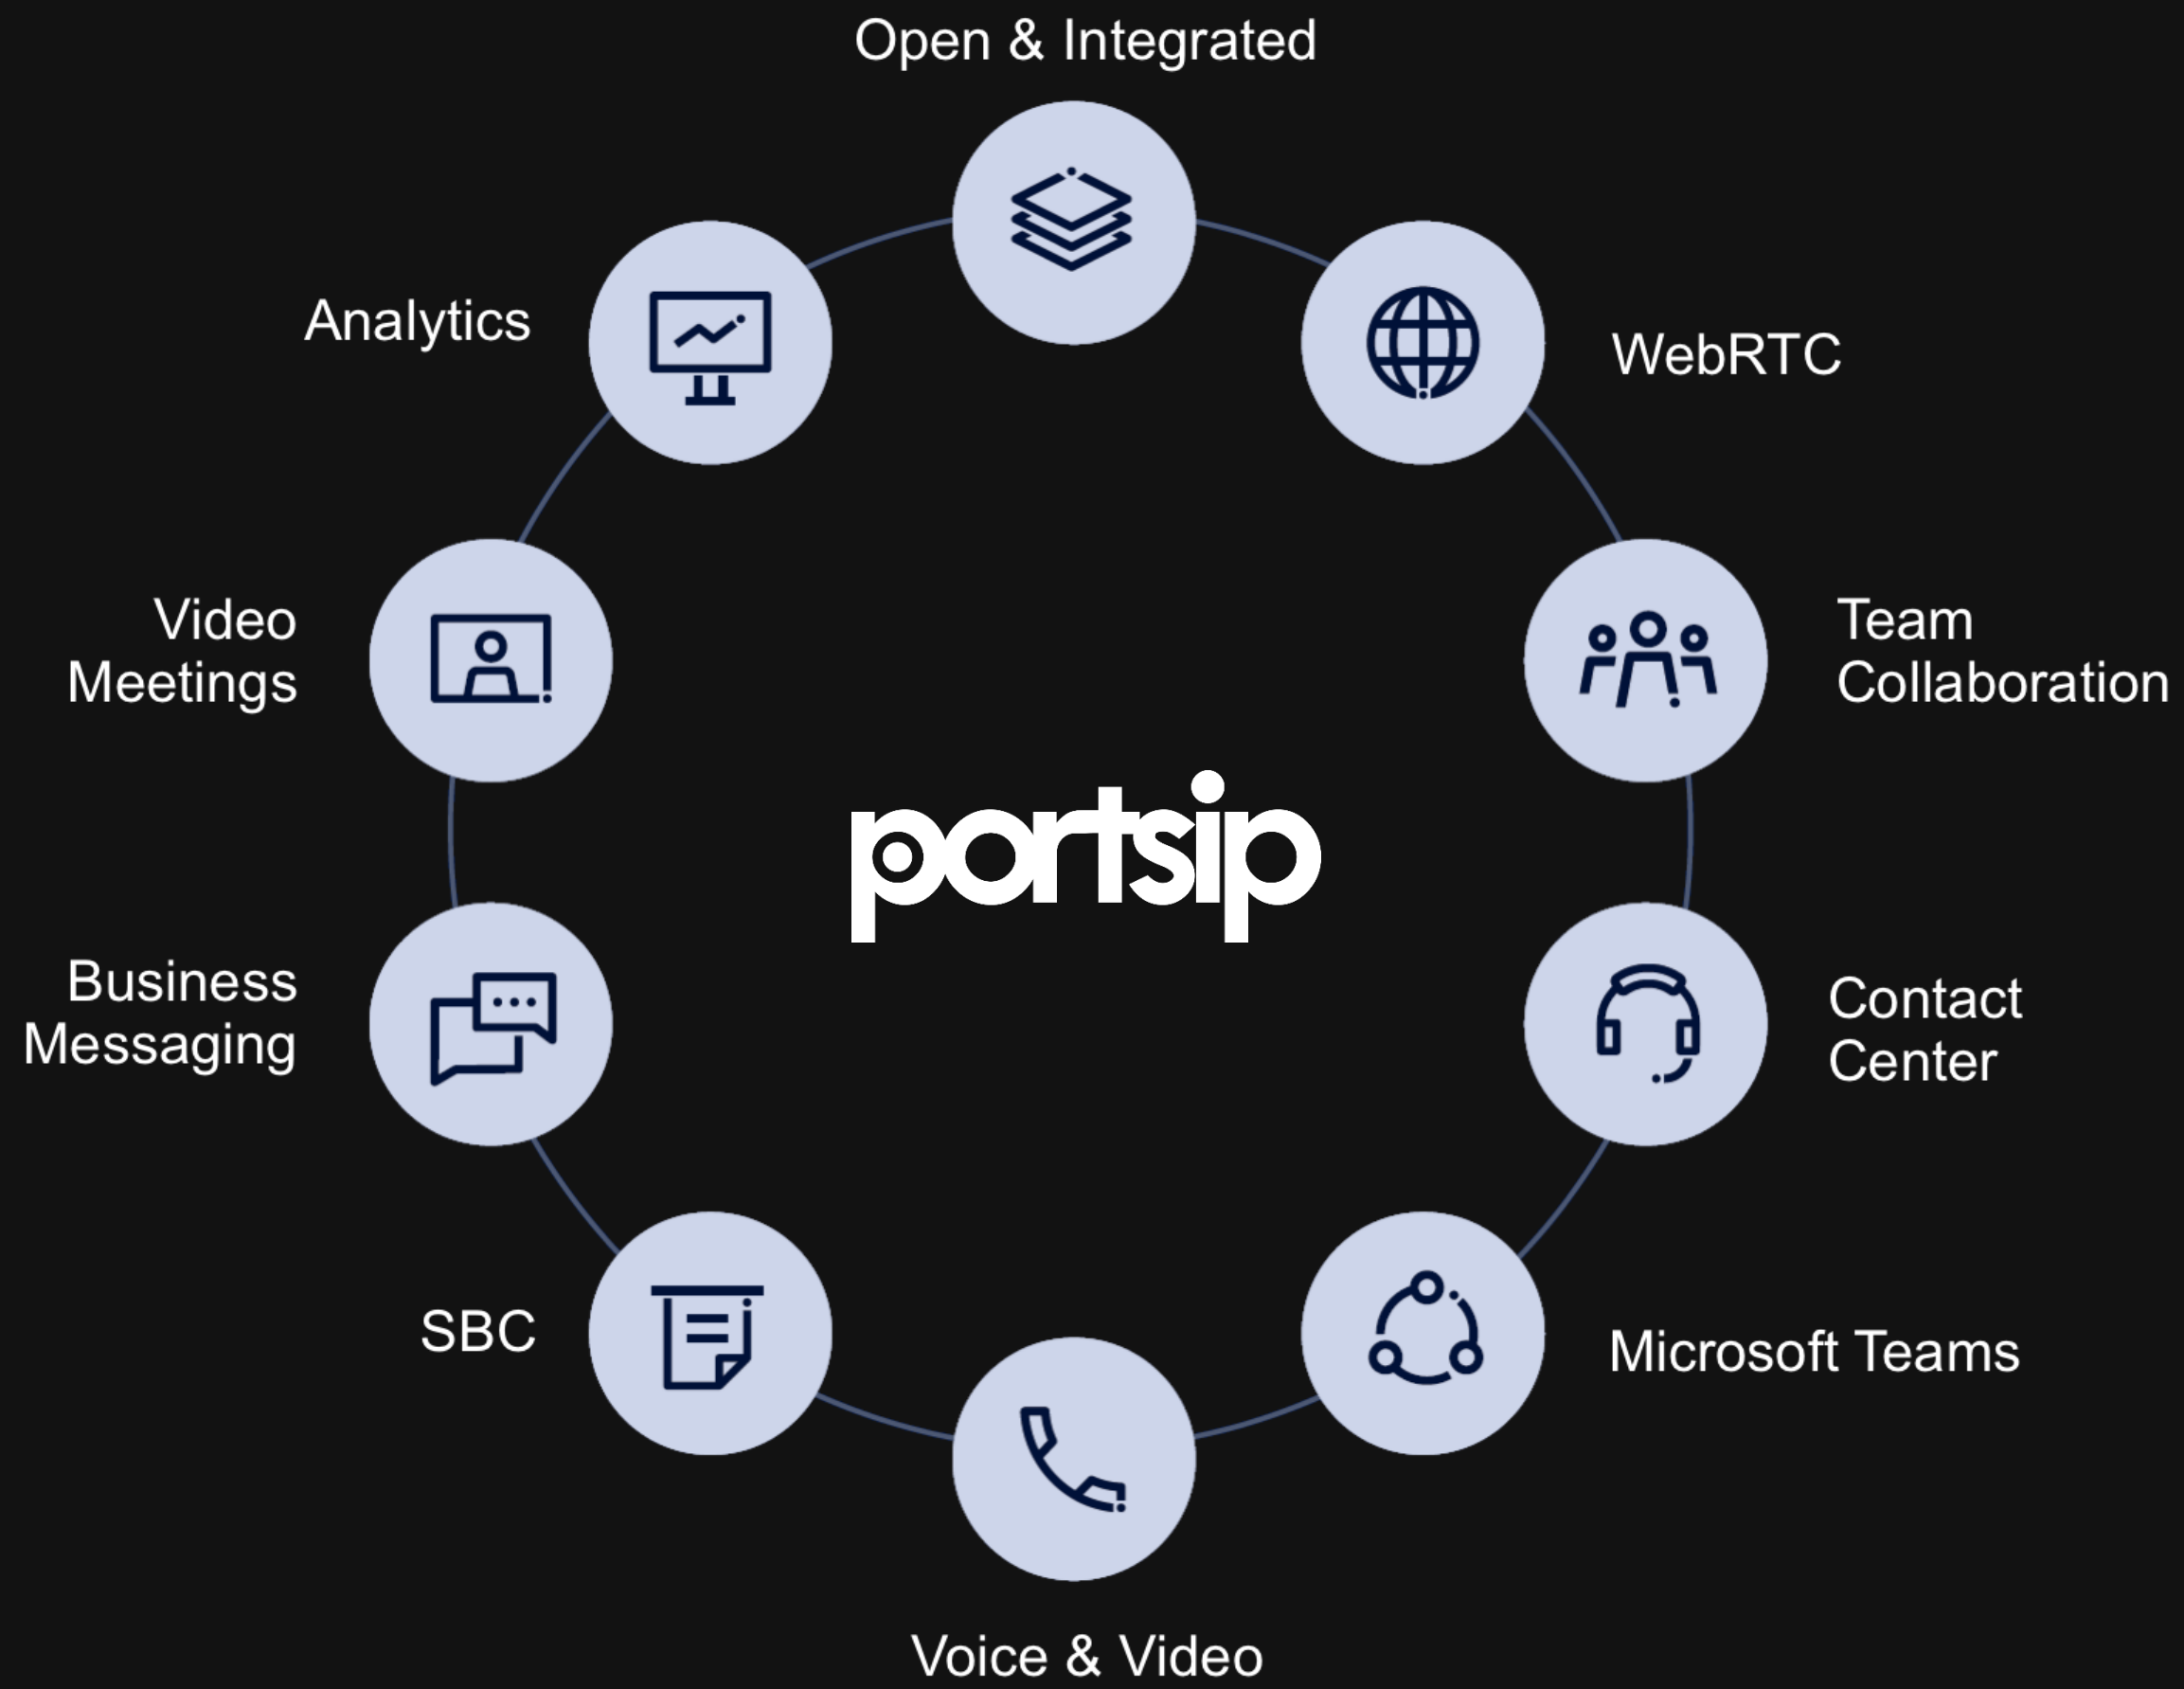 Open & Integrated
Analytics
WebRTC
Video
Meetings
Team
Collaboration
portsip
Business
Messaging
Contact
Center
SBC
Microsoft Teams
Voice & Video